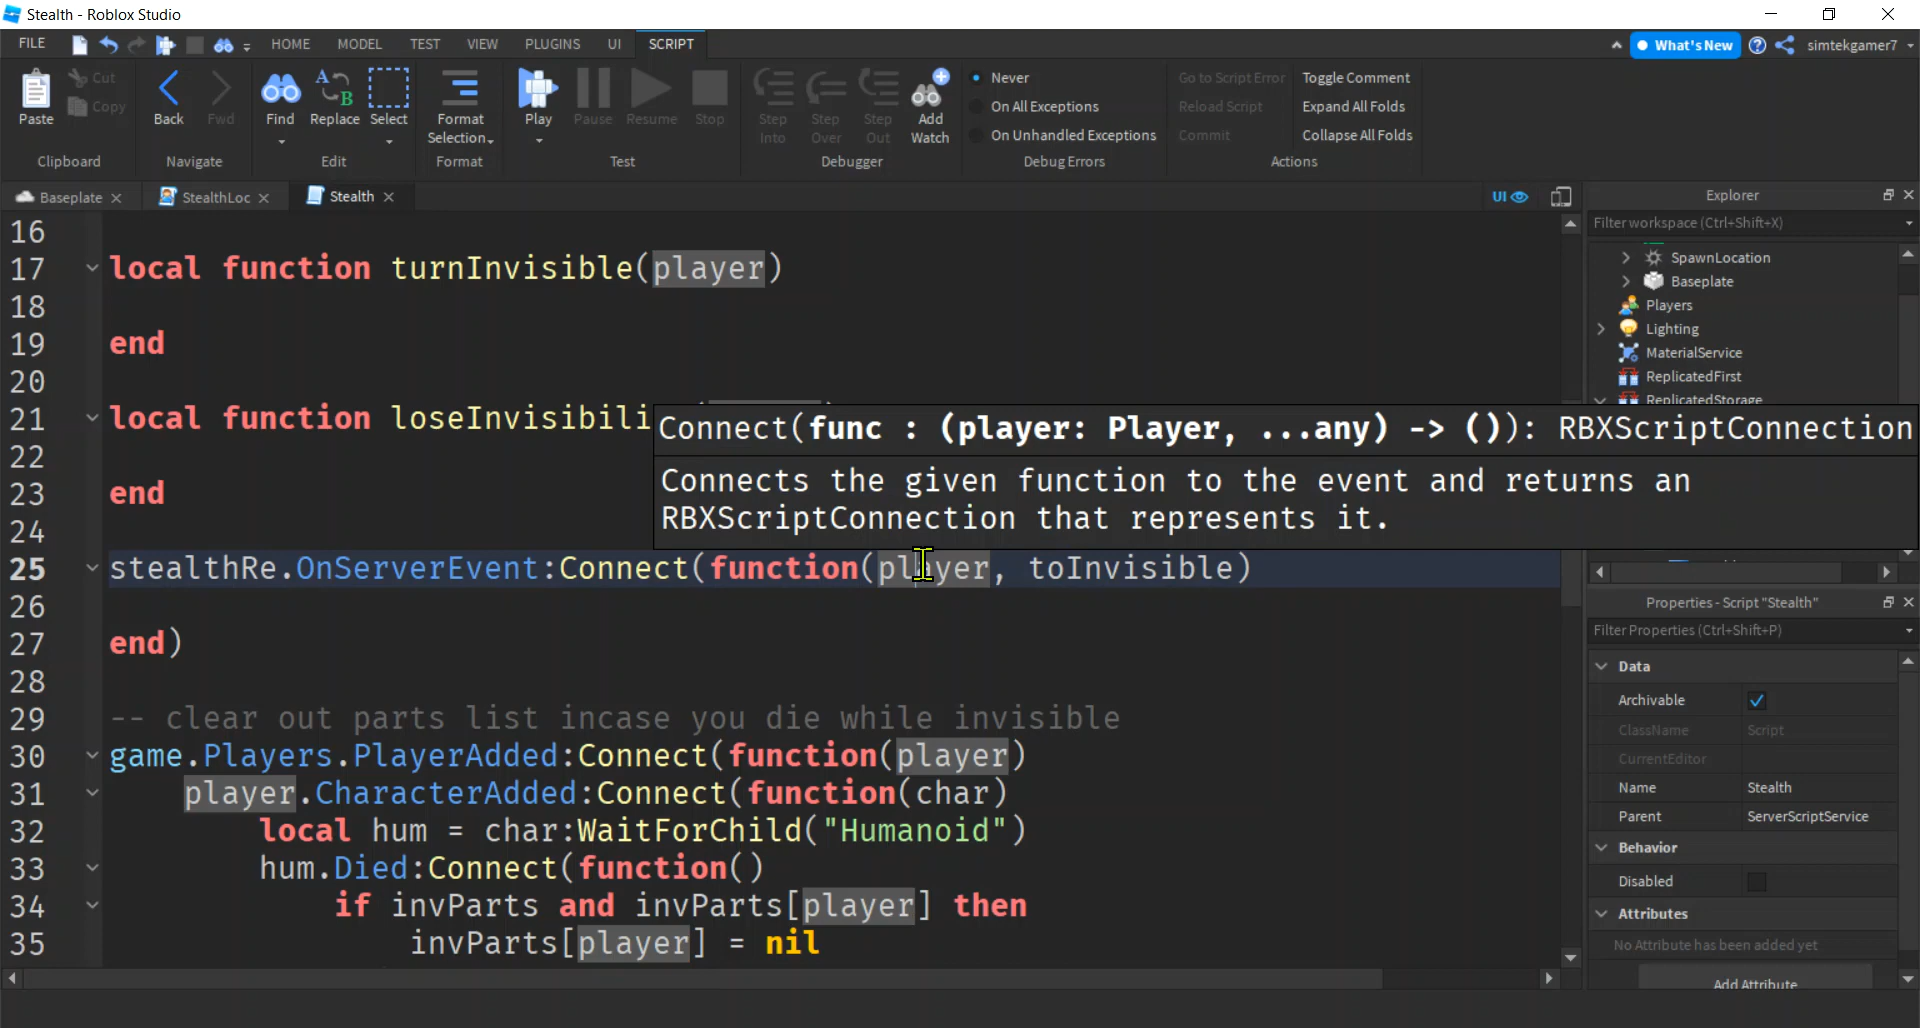 Stealth - Roblox Studio
FILE HOME MODEL TEST VIEW PLUGINS UI SCRIPT What's New simtekgamer7
Paste Cut Copy
Clipboard
Back Fwd
Navigate
Find Replace Select
Edit
Format Selection
Format
Play Pause Resume Stop
Test
Step Into Step Over Step Out Add Watch
Debugger
Never
On All Exceptions
On Unhandled Exceptions
Debug Errors
Go to Script Error Toggle Comment
Reload Script Expand All Folds
Commit Collapse All Folds
Actions
Baseplate StealthLoc Stealth UI
16
17 local function turnInvisible(player)
18
19 end
20
21 local function loseInvisibili
22
23 end
24
25 stealthRe.OnServerEvent:Connect(function(player, toInvisible)
26
27 end)
28
29 -- clear out parts list incase you die while invisible
30 game.Players.PlayerAdded:Connect(function(player)
31 player.CharacterAdded:Connect(function(char)
32 local hum = char:WaitForChild("Humanoid")
33 hum.Died:Connect(function()
34 if invParts and invParts[player] then
35 invParts[player] = nil
Connect(func : (player: Player, ...any) -> ()): RBXScriptConnection
Connects the given function to the event and returns an
RBXScriptConnection that represents it.
Explorer
Filter workspace (Ctrl+Shift+X)
SpawnLocation
Baseplate
Players
Lighting
MaterialService
ReplicatedFirst
ReplicatedStorage
Properties - Script "Stealth"
Filter Properties (Ctrl+Shift+P)
Data
Archivable
ClassName Script
CurrentEditor
Name Stealth
Parent ServerScriptService
Behavior
Disabled
Attributes
No Attribute has been added yet
Add Attribute